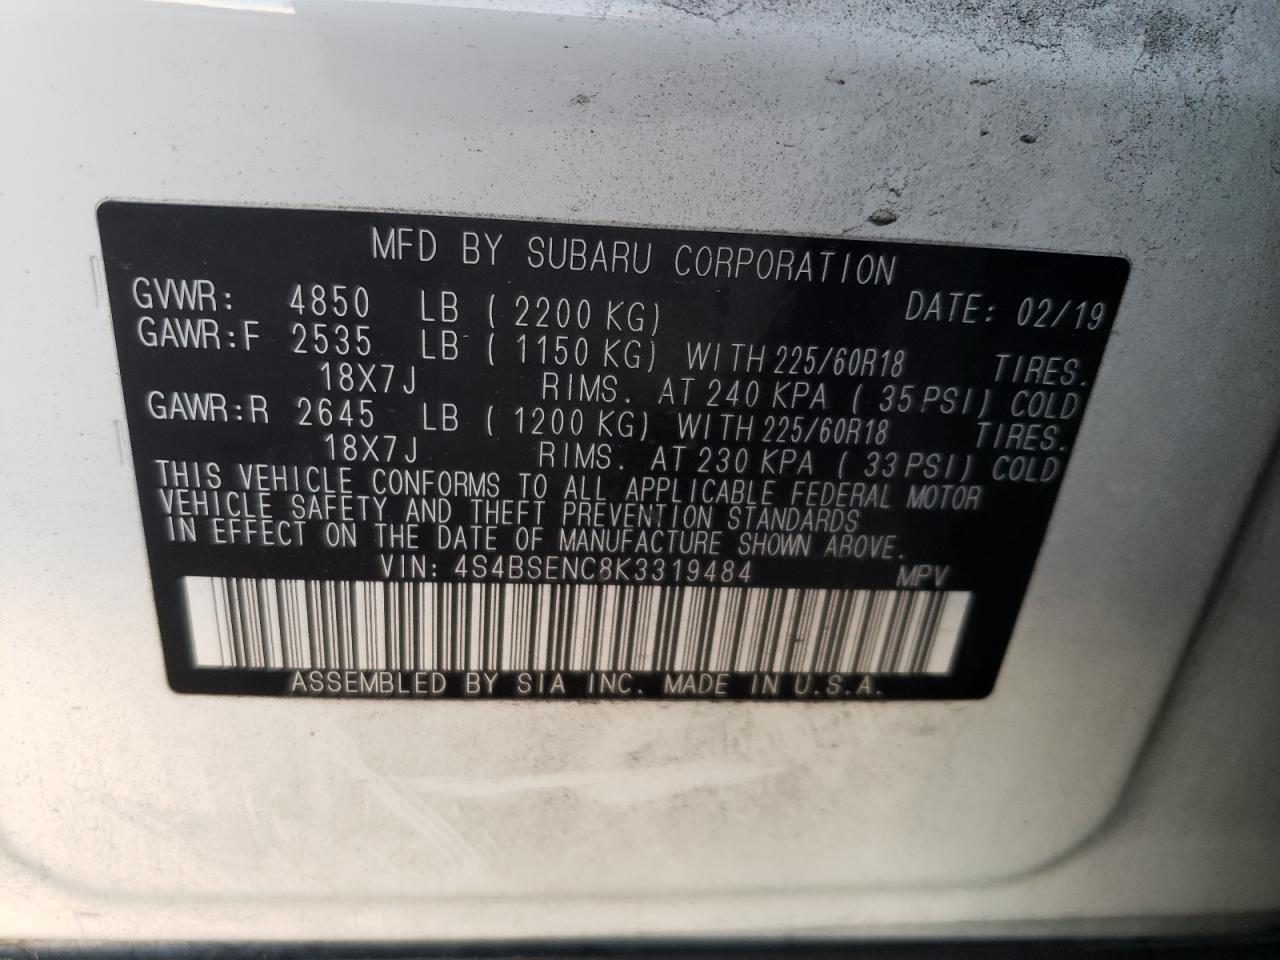 MFD BY SUBARU CORPORATION
GVWR: 4850 LB ( 2200 KG) DATE: 02/19
GAWR:F 2535 LB ( 1150 KG) WITH 225/60R18 TIRES.
18X7J RIMS. AT 240 KPA ( 35 PSI) COLD
GAWR:R 2645 LB ( 1200 KG) WITH 225/60R18 TIRES.
18X7J RIMS. AT 230 KPA ( 33 PSI) COLD
THIS VEHICLE CONFORMS TO ALL APPLICABLE FEDERAL MOTOR
VEHICLE SAFETY AND THEFT PREVENTION STANDARDS
IN EFFECT ON THE DATE OF MANUFACTURE SHOWN ABOVE.
VIN: 4S4BSENC8K3319484 MPV
ASSEMBLED BY SIA INC. MADE IN U.S.A.